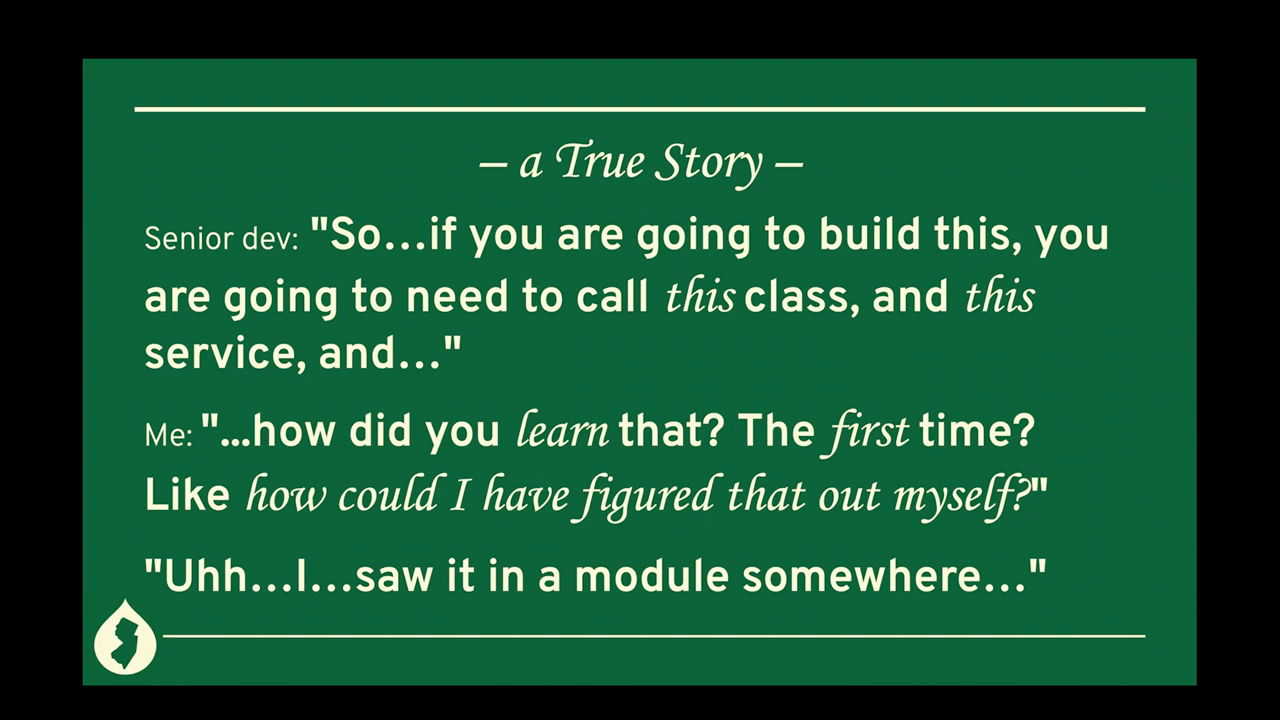 – a True Story –
Senior dev: "So...if you are going to build this, you
are going to need to call this class, and this
service, and..."
Me: "...how did you learn that? The first time?
Like how could I have figured that out myself?"
"Uhh...I...saw it in a module somewhere..."